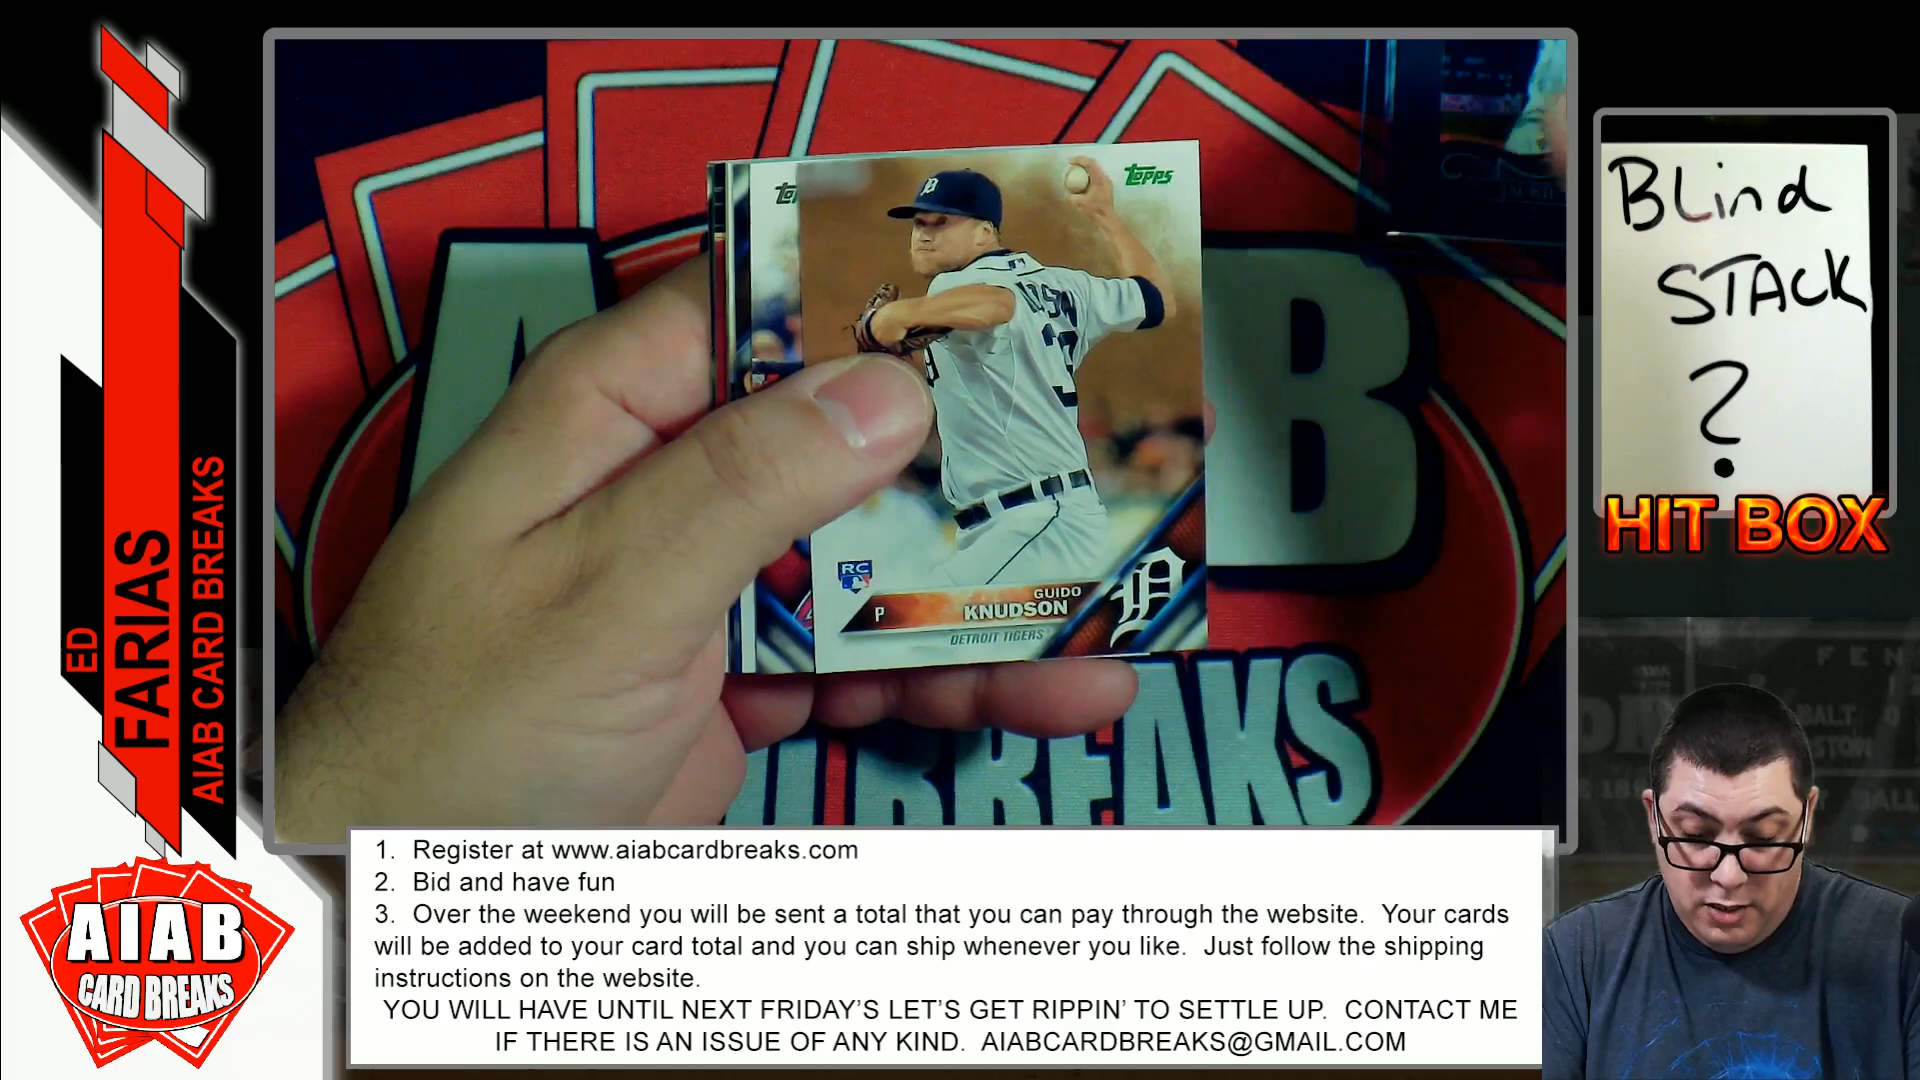 ED
FARIAS
AIAB CARD BREAKS
AIAB
CARD BREAKS
Topps
RC
P
GUIDO
KNUDSON
DETROIT TIGERS
BREAKS
BLind
STACK
?
HIT BOX
FEN
BALT 0
1. Register at www.aiabcardbreaks.com
2. Bid and have fun
3. Over the weekend you will be sent a total that you can pay through the website. Your cards
will be added to your card total and you can ship whenever you like. Just follow the shipping
instructions on the website.
YOU WILL HAVE UNTIL NEXT FRIDAY'S LET'S GET RIPPIN' TO SETTLE UP. CONTACT ME
IF THERE IS AN ISSUE OF ANY KIND. AIABCARDBREAKS@GMAIL.COM